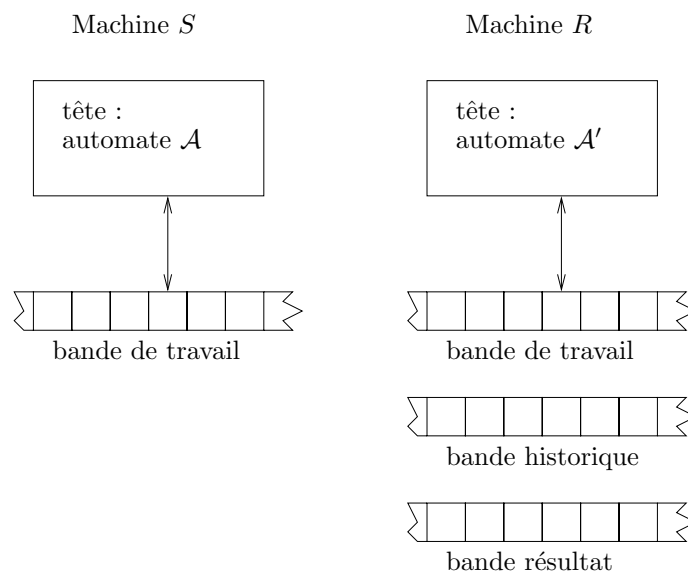 Machine S
Machine R
tête :
automate A
tête :
automate A'
bande de travail
bande de travail
bande historique
bande résultat